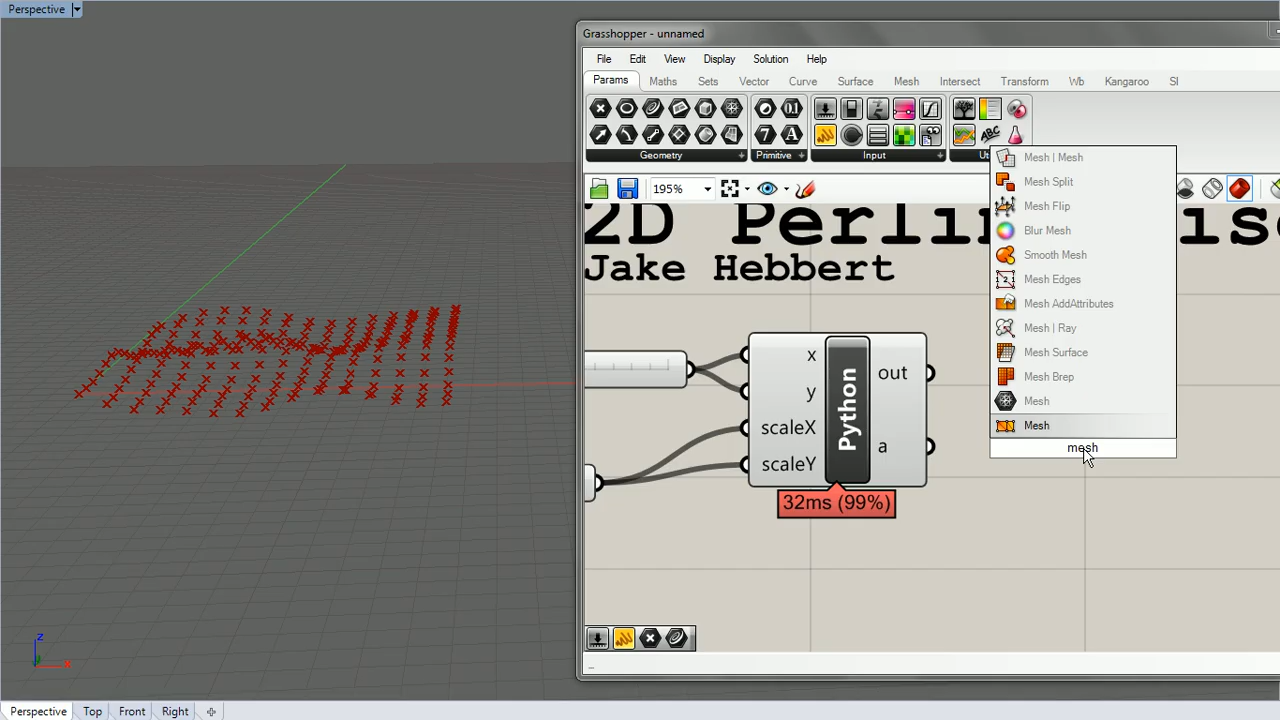 Perspective
Grasshopper - unnamed
File Edit View Display Solution Help
Params Maths Sets Vector Curve Surface Mesh Intersect Transform Wb Kangaroo SI
Geometry + Primitive + Input + Ut
195%
2D
Jake Hebbert
x
y
scaleX
scaleY
Python
out
a
32ms (99%)
Mesh | Mesh
Mesh Split
Mesh Flip
Blur Mesh
Smooth Mesh
Mesh Edges
Mesh AddAttributes
Mesh | Ray
Mesh Surface
Mesh Brep
Mesh
Mesh
mesh
z
x
Perspective Top Front Right